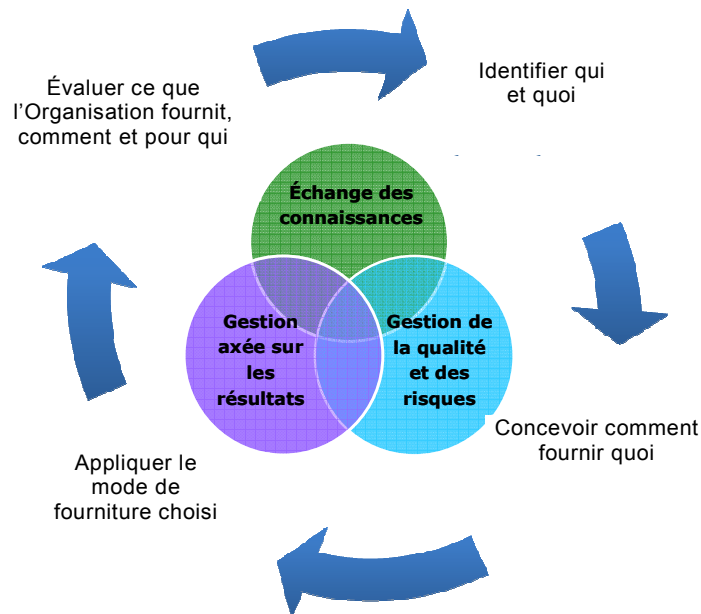 Évaluer ce que
l'Organisation fournit,
comment et pour qui
Identifier qui
et quoi
Échange des
connaissances
Gestion
axée sur
les
résultats
Gestion de
la qualité
et des
risques
Concevoir comment
fournir quoi
Appliquer le
mode de
fourniture choisi